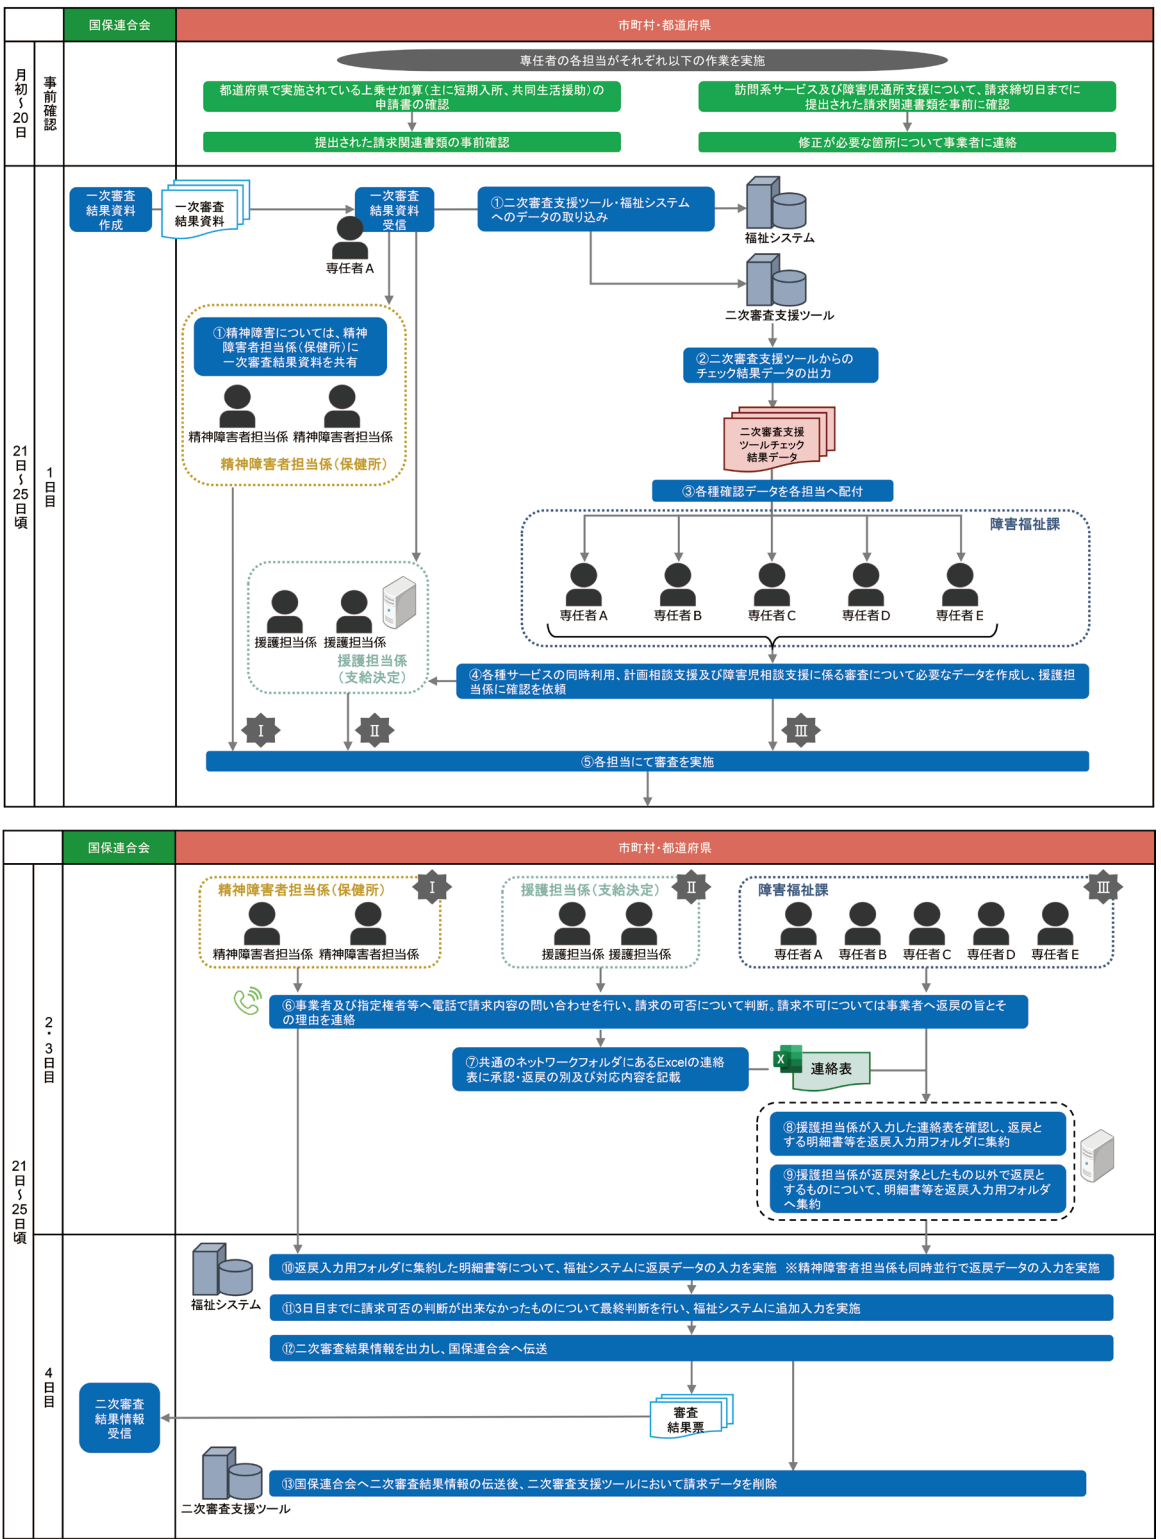 国保連合会
市町村・都道府県
月初～20日
事前確認
専任者の各担当がそれぞれ以下の作業を実施
都道府県で実施されている上乗せ加算(主に短期入所、共同生活援助)の
申請書の確認
提出された請求関連書類の事前確認
訪問系サービス及び障害児通所支援について、請求締切日までに
提出された請求関連書類を事前に確認
修正が必要な箇所について事業者に連絡
21日～25日頃
1日目
一次審査
結果資料
作成
一次審査
結果資料
一次審査
結果資料
受信
専任者A
①二次審査支援ツール・福祉システム
へのデータの取り込み
福祉システム
二次審査支援ツール
①精神障害については、精神
障害者担当係(保健所)に
一次審査結果資料を共有
精神障害者担当係
精神障害者担当係
精神障害者担当係(保健所)
②二次審査支援ツールからの
チェック結果データの出力
二次審査支援
ツールチェック
結果データ
③各種確認データを各担当へ配付
障害福祉課
専任者A
専任者B
専任者C
専任者D
専任者E
援護担当係
援護担当係
援護担当係
(支給決定)
④各種サービスの同時利用、計画相談支援及び障害児相談支援に係る審査について必要なデータを作成し、援護担
当係に確認を依頼
Ⅰ
Ⅱ
Ⅲ
⑤各担当にて審査を実施
国保連合会
市町村・都道府県
21日～25日頃
2・3日目
精神障害者担当係(保健所)
Ⅰ
精神障害者担当係
精神障害者担当係
援護担当係(支給決定)
Ⅱ
援護担当係
援護担当係
障害福祉課
Ⅲ
専任者A
専任者B
専任者C
専任者D
専任者E
⑥事業者及び指定権者等へ電話で請求内容の問い合わせを行い、請求の可否について判断。請求不可については事業者へ返戻の旨とそ
の理由を連絡
⑦共通のネットワークフォルダにあるExcelの連絡
表に承認・返戻の別及び対応内容を記載
X
連絡表
⑧援護担当係が入力した連絡表を確認し、返戻と
する明細書等を返戻入力用フォルダに集約
⑨援護担当係が返戻対象としたもの以外で返戻と
するものについて、明細書等を返戻入力用フォルダ
へ集約
4日目
福祉システム
⑩返戻入力用フォルダに集約した明細書等について、福祉システムに返戻データの入力を実施 ※精神障害者担当係も同時並行で返戻データの入力を実施
⑪3日目までに請求可否の判断が出来なかったものについて最終判断を行い、福祉システムに追加入力を実施
⑫二次審査結果情報を出力し、国保連合会へ伝送
二次審査
結果情報
受信
審査
結果票
二次審査支援ツール
⑬国保連合会へ二次審査結果情報の伝送後、二次審査支援ツールにおいて請求データを削除